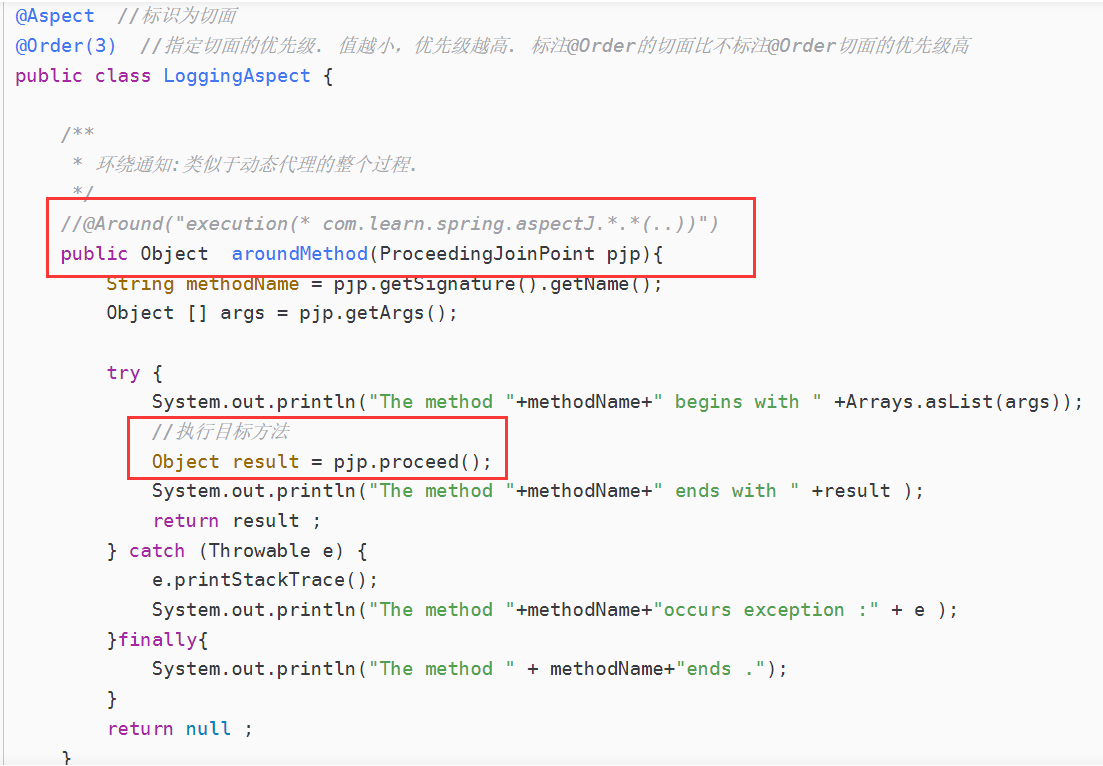 @Aspect  //标识为切面
@Order(3)  //指定切面的优先级. 值越小，优先级越高. 标注@Order的切面比不标注@Order切面的优先级高
public class LoggingAspect {
/**
* 环绕通知:类似于动态代理的整个过程.
*/
//@Around("execution(* com.learn.spring.aspectJ.*.*(..))")
public Object  aroundMethod(ProceedingJoinPoint pjp){
String methodName = pjp.getSignature().getName();
Object [] args = pjp.getArgs();
try {
System.out.println("The method "+methodName+" begins with " +Arrays.asList(args));
//执行目标方法
Object result = pjp.proceed();
System.out.println("The method "+methodName+" ends with " +result );
return result ;
} catch (Throwable e) {
e.printStackTrace();
System.out.println("The method "+methodName+"occurs exception :" + e );
}finally{
System.out.println("The method " + methodName+"ends .");
}
return null ;
}